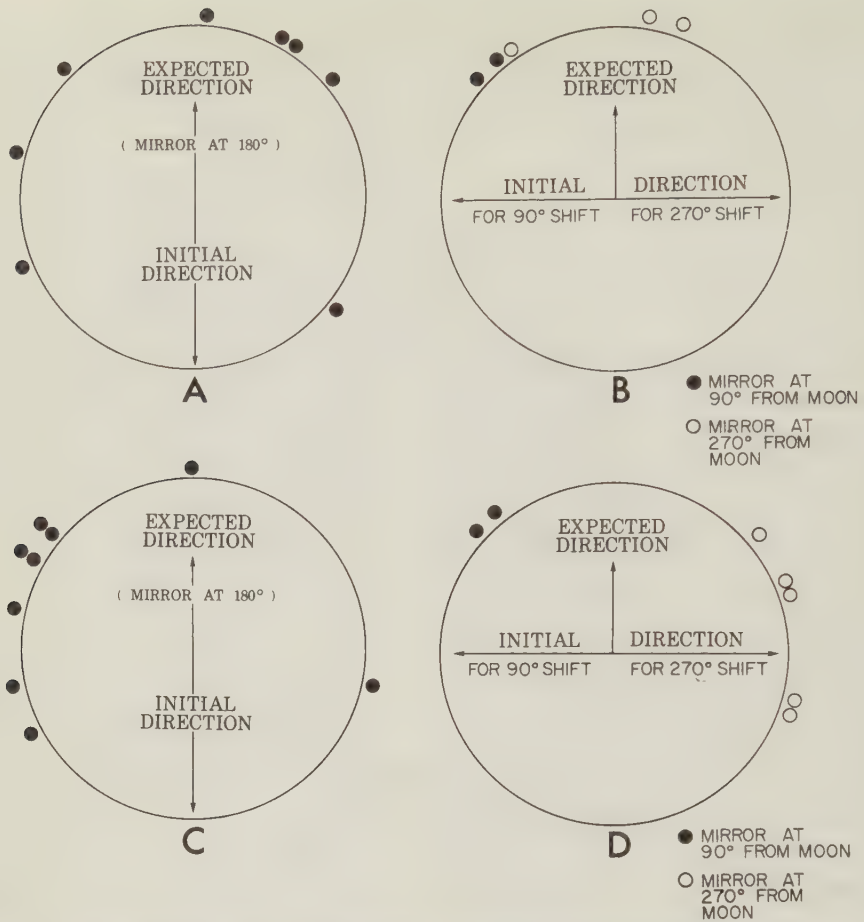 EXPECTED
DIRECTION
( MIRROR AT 180° )
INITIAL
DIRECTION
A
EXPECTED
DIRECTION
INITIAL DIRECTION
FOR 90° SHIFT FOR 270° SHIFT
B
MIRROR AT
90° FROM MOON
MIRROR AT
270° FROM
MOON
EXPECTED
DIRECTION
( MIRROR AT 180° )
INITIAL
DIRECTION
C
EXPECTED
DIRECTION
INITIAL DIRECTION
FOR 90° SHIFT FOR 270° SHIFT
D
MIRROR AT
90° FROM MOON
MIRROR AT
270° FROM
MOON